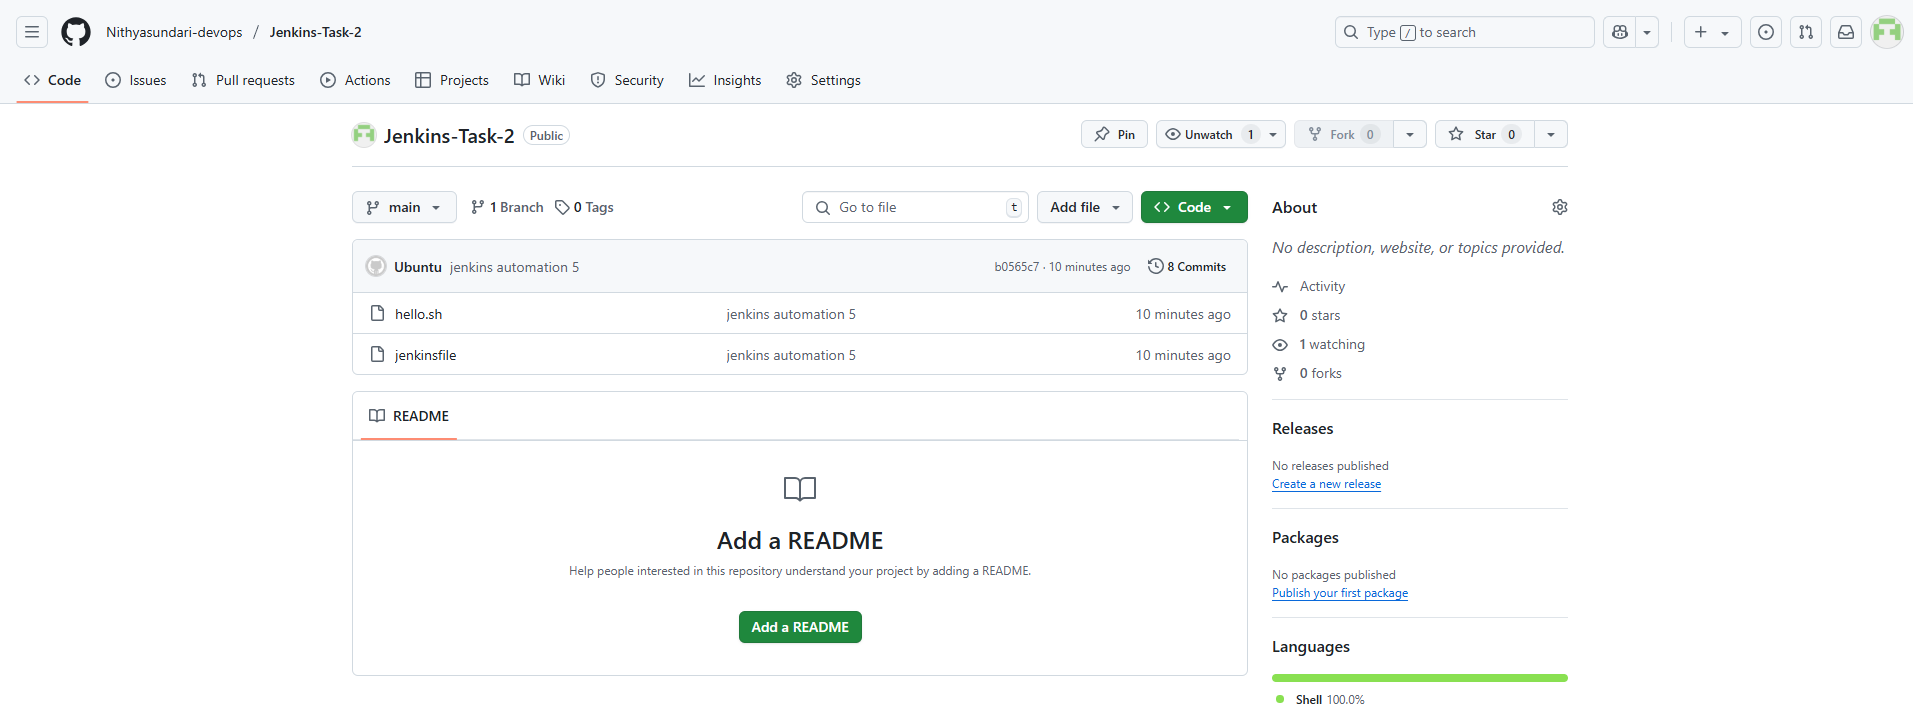 Nithyasundari-devops / Jenkins-Task-2
Type / to search
Code Issues Pull requests Actions Projects Wiki Security Insights Settings
Jenkins-Task-2 Public
Pin Unwatch 1 Fork 0 Star 0
main 1 Branch 0 Tags
Go to file t Add file Code
Ubuntu jenkins automation 5 b0565c7 · 10 minutes ago 8 Commits
hello.sh jenkins automation 5 10 minutes ago
jenkinsfile jenkins automation 5 10 minutes ago
README
Add a README
Help people interested in this repository understand your project by adding a README.
Add a README
About
No description, website, or topics provided.
Activity
0 stars
1 watching
0 forks
Releases
No releases published
Create a new release
Packages
No packages published
Publish your first package
Languages
Shell 100.0%